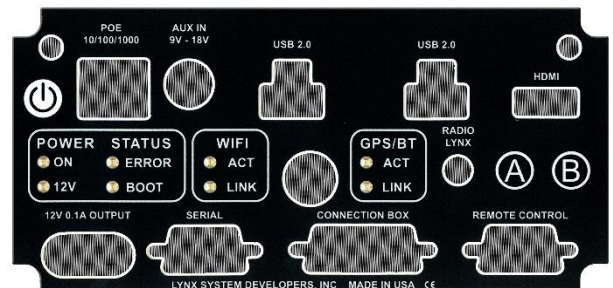 POE
10/100/1000
AUX IN
9V - 18V
USB 2.0
USB 2.0
HDMI
POWER
STATUS
ON
ERROR
12V
BOOT
WIFI
ACT
LINK
GPS/BT
ACT
LINK
RADIO
LYNX
A
B
12V 0.1A OUTPUT
SERIAL
CONNECTION BOX
REMOTE CONTROL
LYNX SYSTEM DEVELOPERS, INC MADE IN USA CE